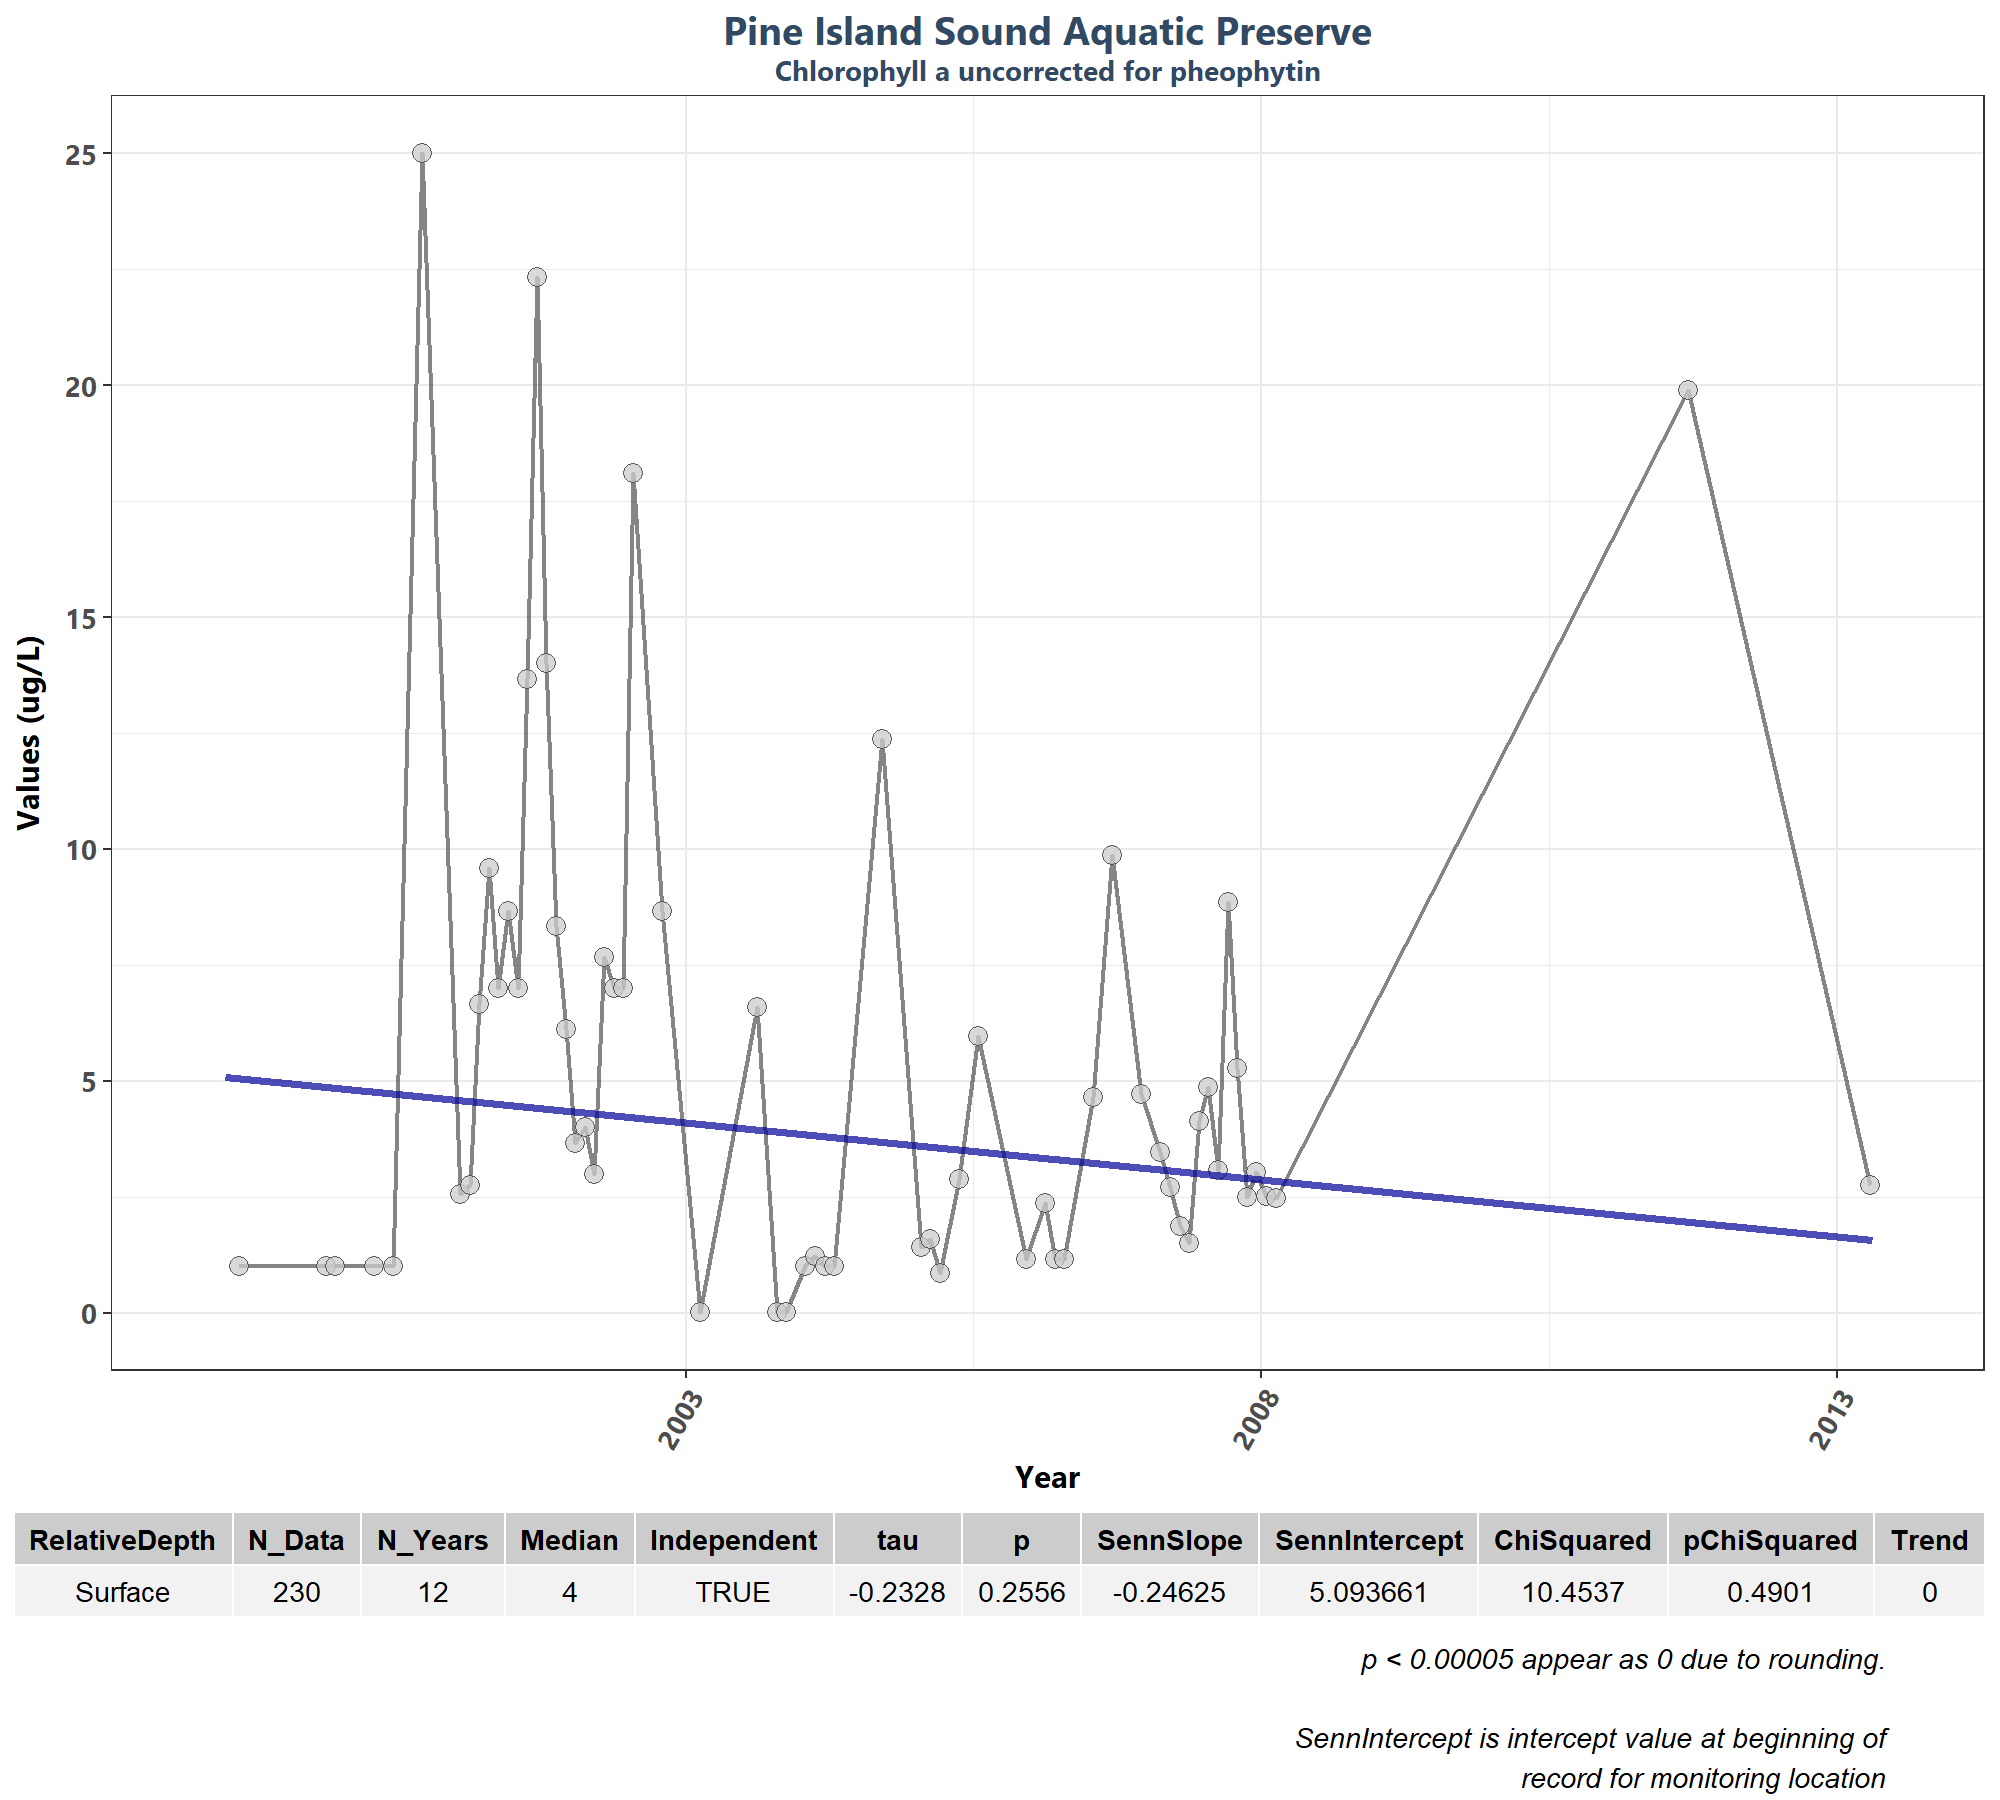 Pine Island Sound Aquatic Preserve
Chlorophyll a uncorrected for pheophytin
25
20
15
10
5
0
Values (ug/L)
2003
2008
2013
Year
RelativeDepth N_Data N_Years Median Independent tau p SennSlope SennIntercept ChiSquared pChiSquared Trend
Surface 230 12 4 TRUE -0.2328 0.2556 -0.24625 5.093661 10.4537 0.4901 0
p < 0.00005 appear as 0 due to rounding.
SennIntercept is intercept value at beginning of
record for monitoring location